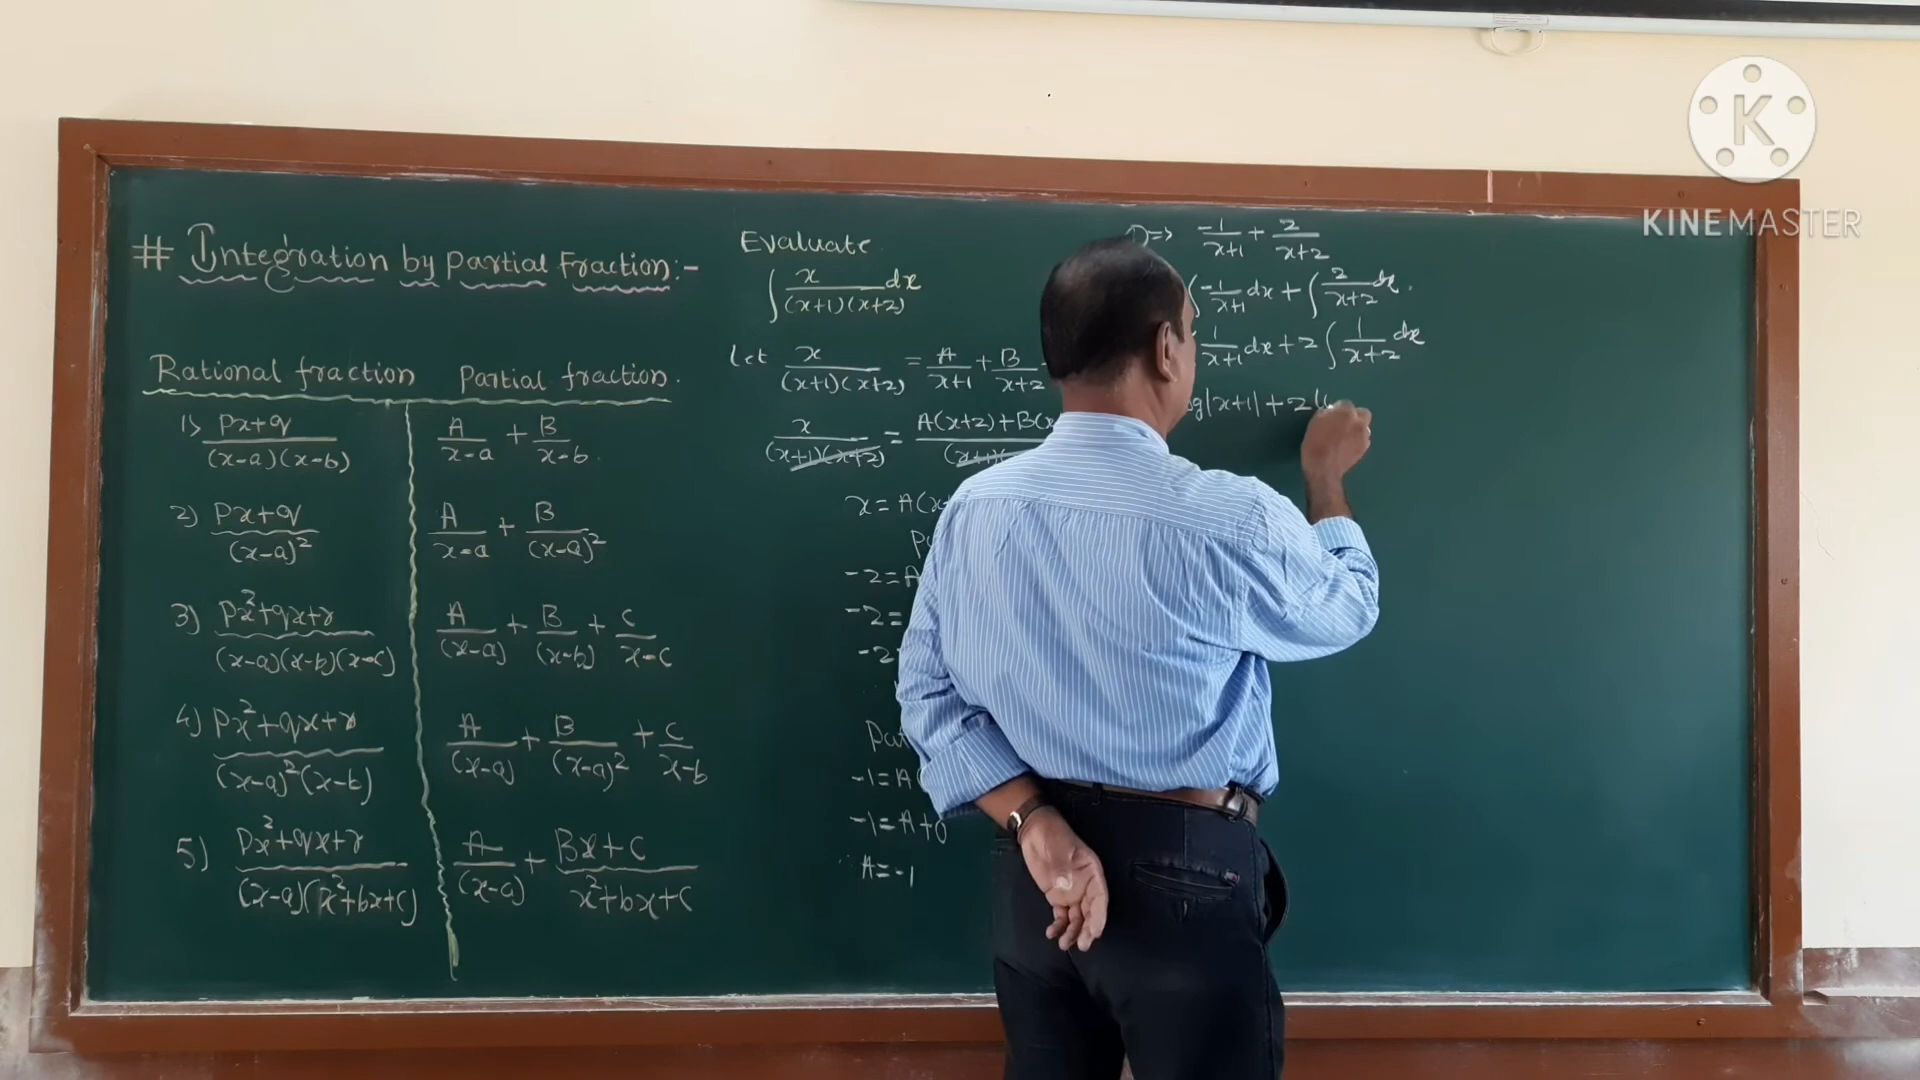 # Integration by Partial Fraction:-
Rational fraction Partial fraction.
1) Px+q/(x-a)(x-b) A/x-a + B/x-b.
2) Px+q/(x-a)² A/x-a + B/(x-a)²
3) Px²+qx+r/(x-a)(x-b)(x-c) A/(x-a) + B/(x-b) + C/x-c
4) Px²+qx+r/(x-a)²(x-b) A/(x-a) + B/(x-a)² + C/x-b
5) Px²+qx+r/(x-a)(x²+bx+c) A/(x-a) + Bx+C/x²+bx+c
Evaluate
∫ x/(x+1)(x+2) dx
Let x/(x+1)(x+2) = A/x+1 + B/x+2
x/(x+1)(x+2) = A(x+2)+B(x
x = A(x
-2=A
-2=
-2
Put
-1=A(
-1=A+0
∴ A=-1
⇒ -1/x+1 + 2/x+2
∫ -1/x+1 dx + ∫ 2/x+2 dx.
1/x+1 dx + 2 ∫ 1/x+2 dx
og|x+1| + 2
KINEMASTER